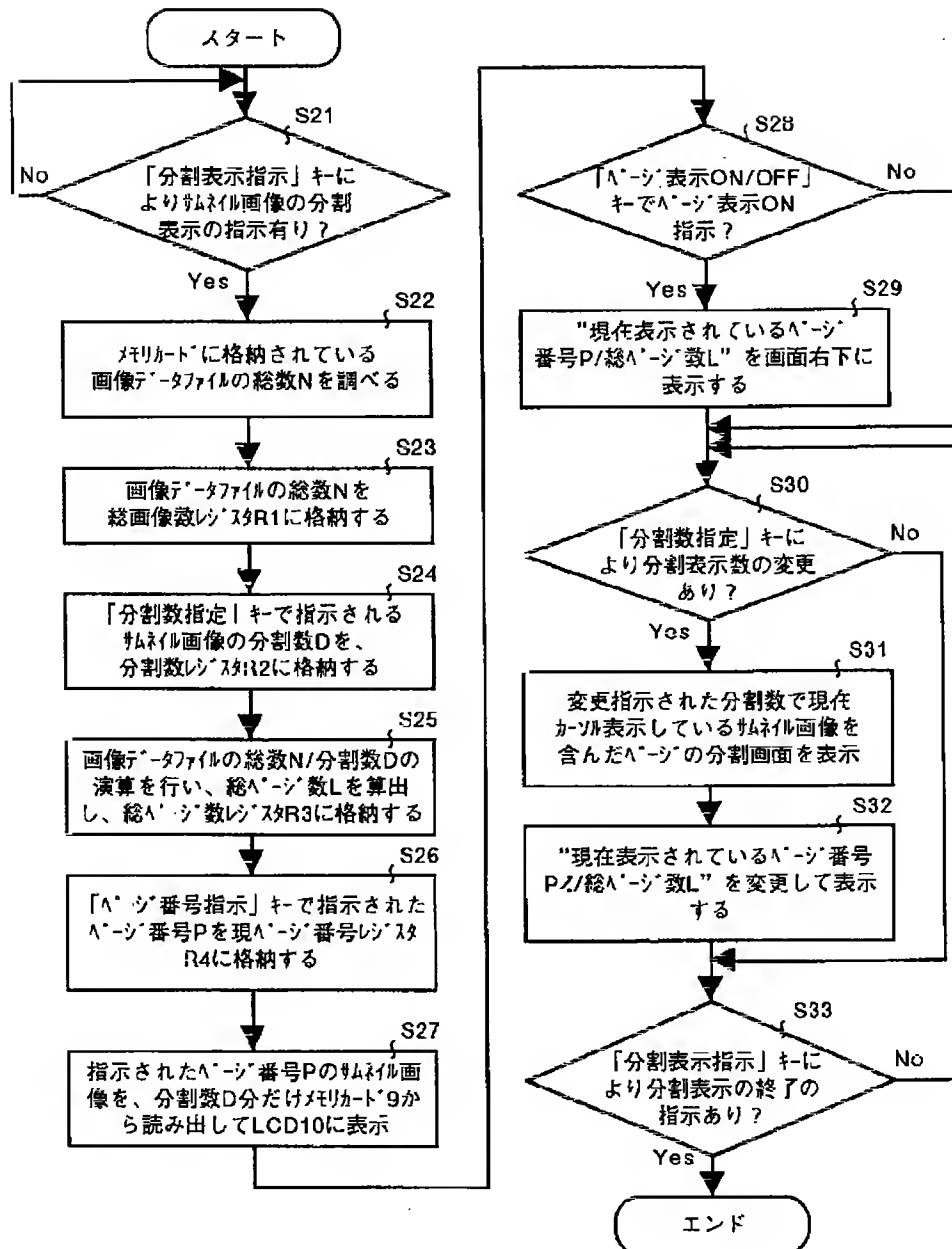 スタート
S21
No
「分割表示指示」キーに
よりサムネイル画像の分割
表示の指示有り？
Yes
S22
メモリカードに格納されている
画像データファイルの総数Nを調べる
S23
画像データファイルの総数Nを
総画像数レジスタR1に格納する
S24
「分割数指定」キーで指示される
サムネイル画像の分割数Dを、
分割数レジスタR2に格納する
S25
画像データファイルの総数N/分割数Dの
演算を行い、総ページ数Lを算出
し、総ページ数レジスタR3に格納する
S26
「ページ番号指示」キーで指示された
ページ番号Pを現ページ番号レジスタ
R4に格納する
S27
指示されたページ番号Pのサムネイル画
像を、分割数D分だけメモリカード9か
ら読み出してLCD10に表示
S28
「ページ表示ON/OFF」
キーでページ表示ON
指示？
No
Yes
S29
"現在表示されているページ
番号P/総ページ数L"を画面右下に
表示する
S30
「分割数指定」キーに
より分割表示数の変更
あり？
No
Yes
S31
変更指示された分割数で現在
カーソル表示しているサムネイル画像を
含んだページの分割画面を表示
S32
"現在表示されているページ番号
P/総ページ数L"を変更して表示
する
S33
「分割表示指示」キーに
より分割表示の終了の
指示あり？
No
Yes
エンド